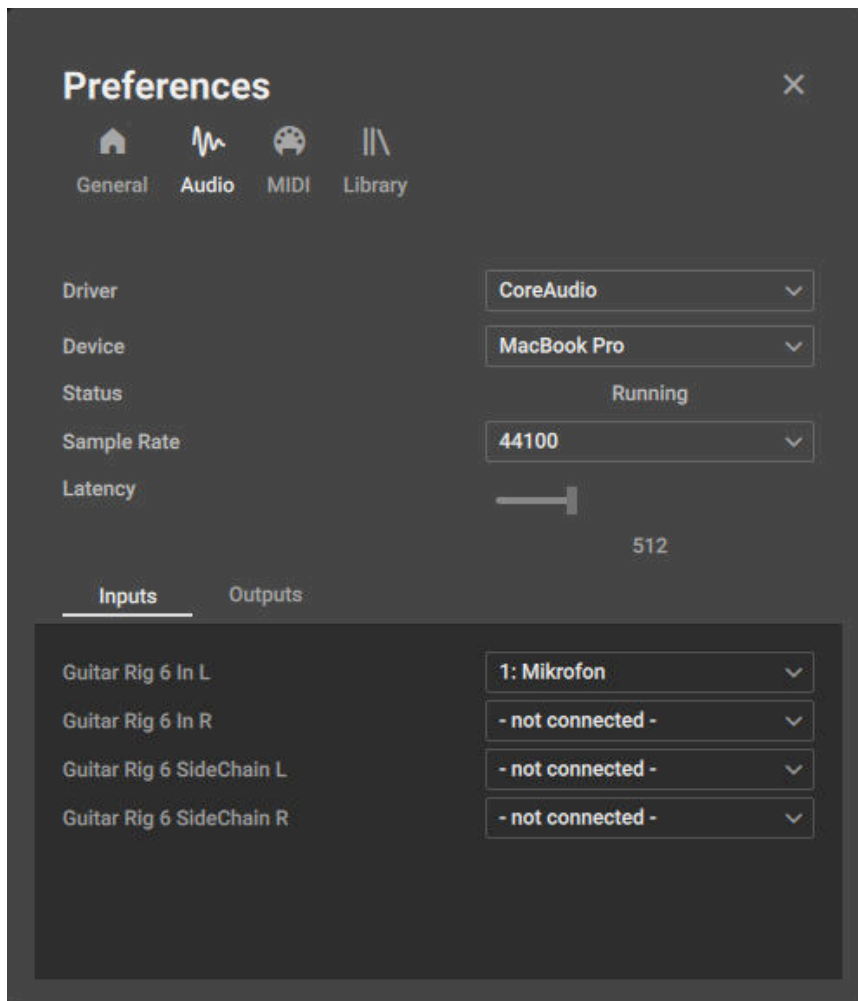 Preferences
General Audio MIDI Library
Driver CoreAudio
Device MacBook Pro
Status Running
Sample Rate 44100
Latency
512
Inputs Outputs
Guitar Rig 6 In L 1: Mikrofon
Guitar Rig 6 In R - not connected -
Guitar Rig 6 SideChain L - not connected -
Guitar Rig 6 SideChain R - not connected -